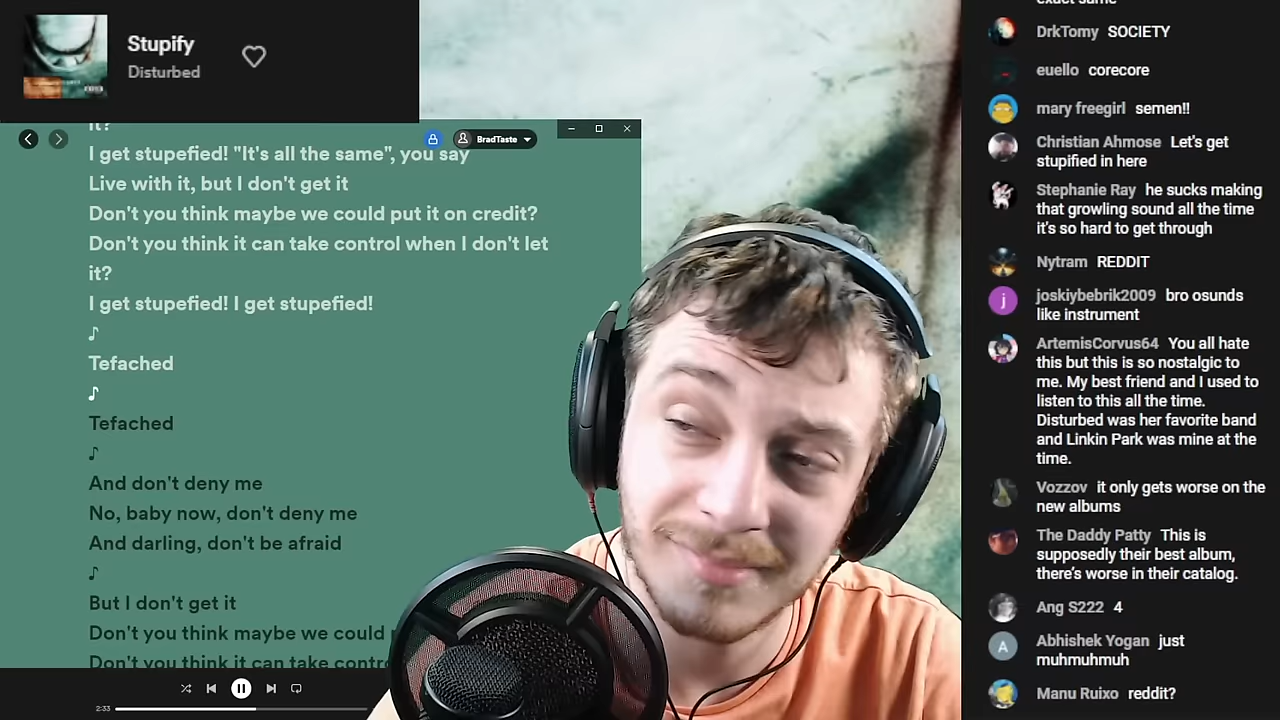 Stupify
Disturbed
BradTaste
it?
I get stupefied! "It's all the same", you say
Live with it, but I don't get it
Don't you think maybe we could put it on credit?
Don't you think it can take control when I don't let
it?
I get stupefied! I get stupefied!
♪
Tefached
♪
Tefached
♪
And don't deny me
No, baby now, don't deny me
And darling, don't be afraid
♪
But I don't get it
Don't you think maybe we could
Don't you think it can take contro
2:33
exact same
DrkTomy SOCIETY
euello corecore
mary freegirl semen!!
Christian Ahmose Let's get
stupified in here
Stephanie Ray he sucks making
that growling sound all the time
it's so hard to get through
Nytram REDDIT
j
joskiybebrik2009 bro osunds
like instrument
ArtemisCorvus64 You all hate
this but this is so nostalgic to
me. My best friend and I used to
listen to this all the time.
Disturbed was her favorite band
and Linkin Park was mine at the
time.
Vozzov it only gets worse on the
new albums
The Daddy Patty This is
supposedly their best album,
there's worse in their catalog.
Ang S222 4
A
Abhishek Yogan just
muhmuhmuh
Manu Ruixo reddit?